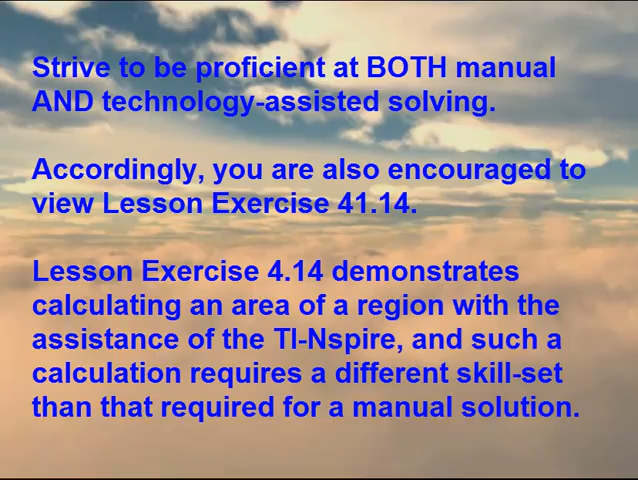 Strive to be proficient at BOTH manual
AND technology-assisted solving.
Accordingly, you are also encouraged to
view Lesson Exercise 41.14.
Lesson Exercise 4.14 demonstrates
calculating an area of a region with the
assistance of the TI-Nspire, and such a
calculation requires a different skill-set
than that required for a manual solution.